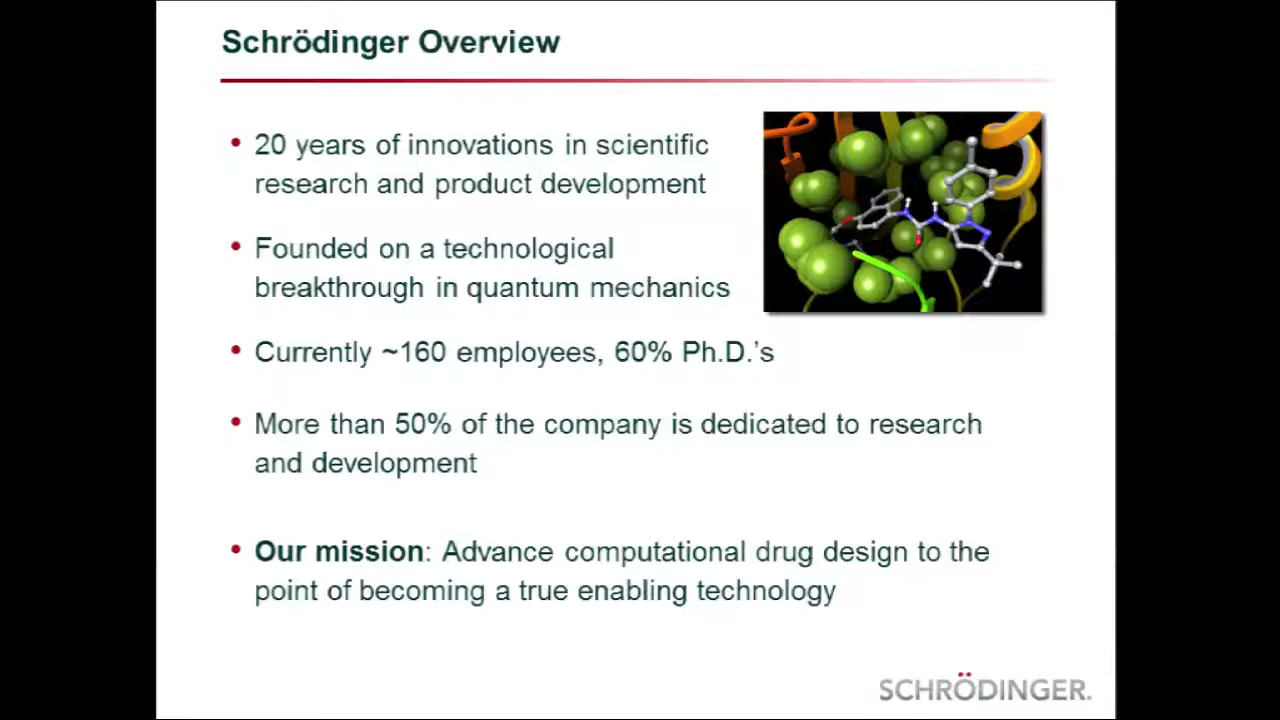 Schrödinger Overview
• 20 years of innovations in scientific
research and product development
• Founded on a technological
breakthrough in quantum mechanics
• Currently ~160 employees, 60% Ph.D.'s
• More than 50% of the company is dedicated to research
and development
• Our mission: Advance computational drug design to the
point of becoming a true enabling technology
SCHRÖDINGER.